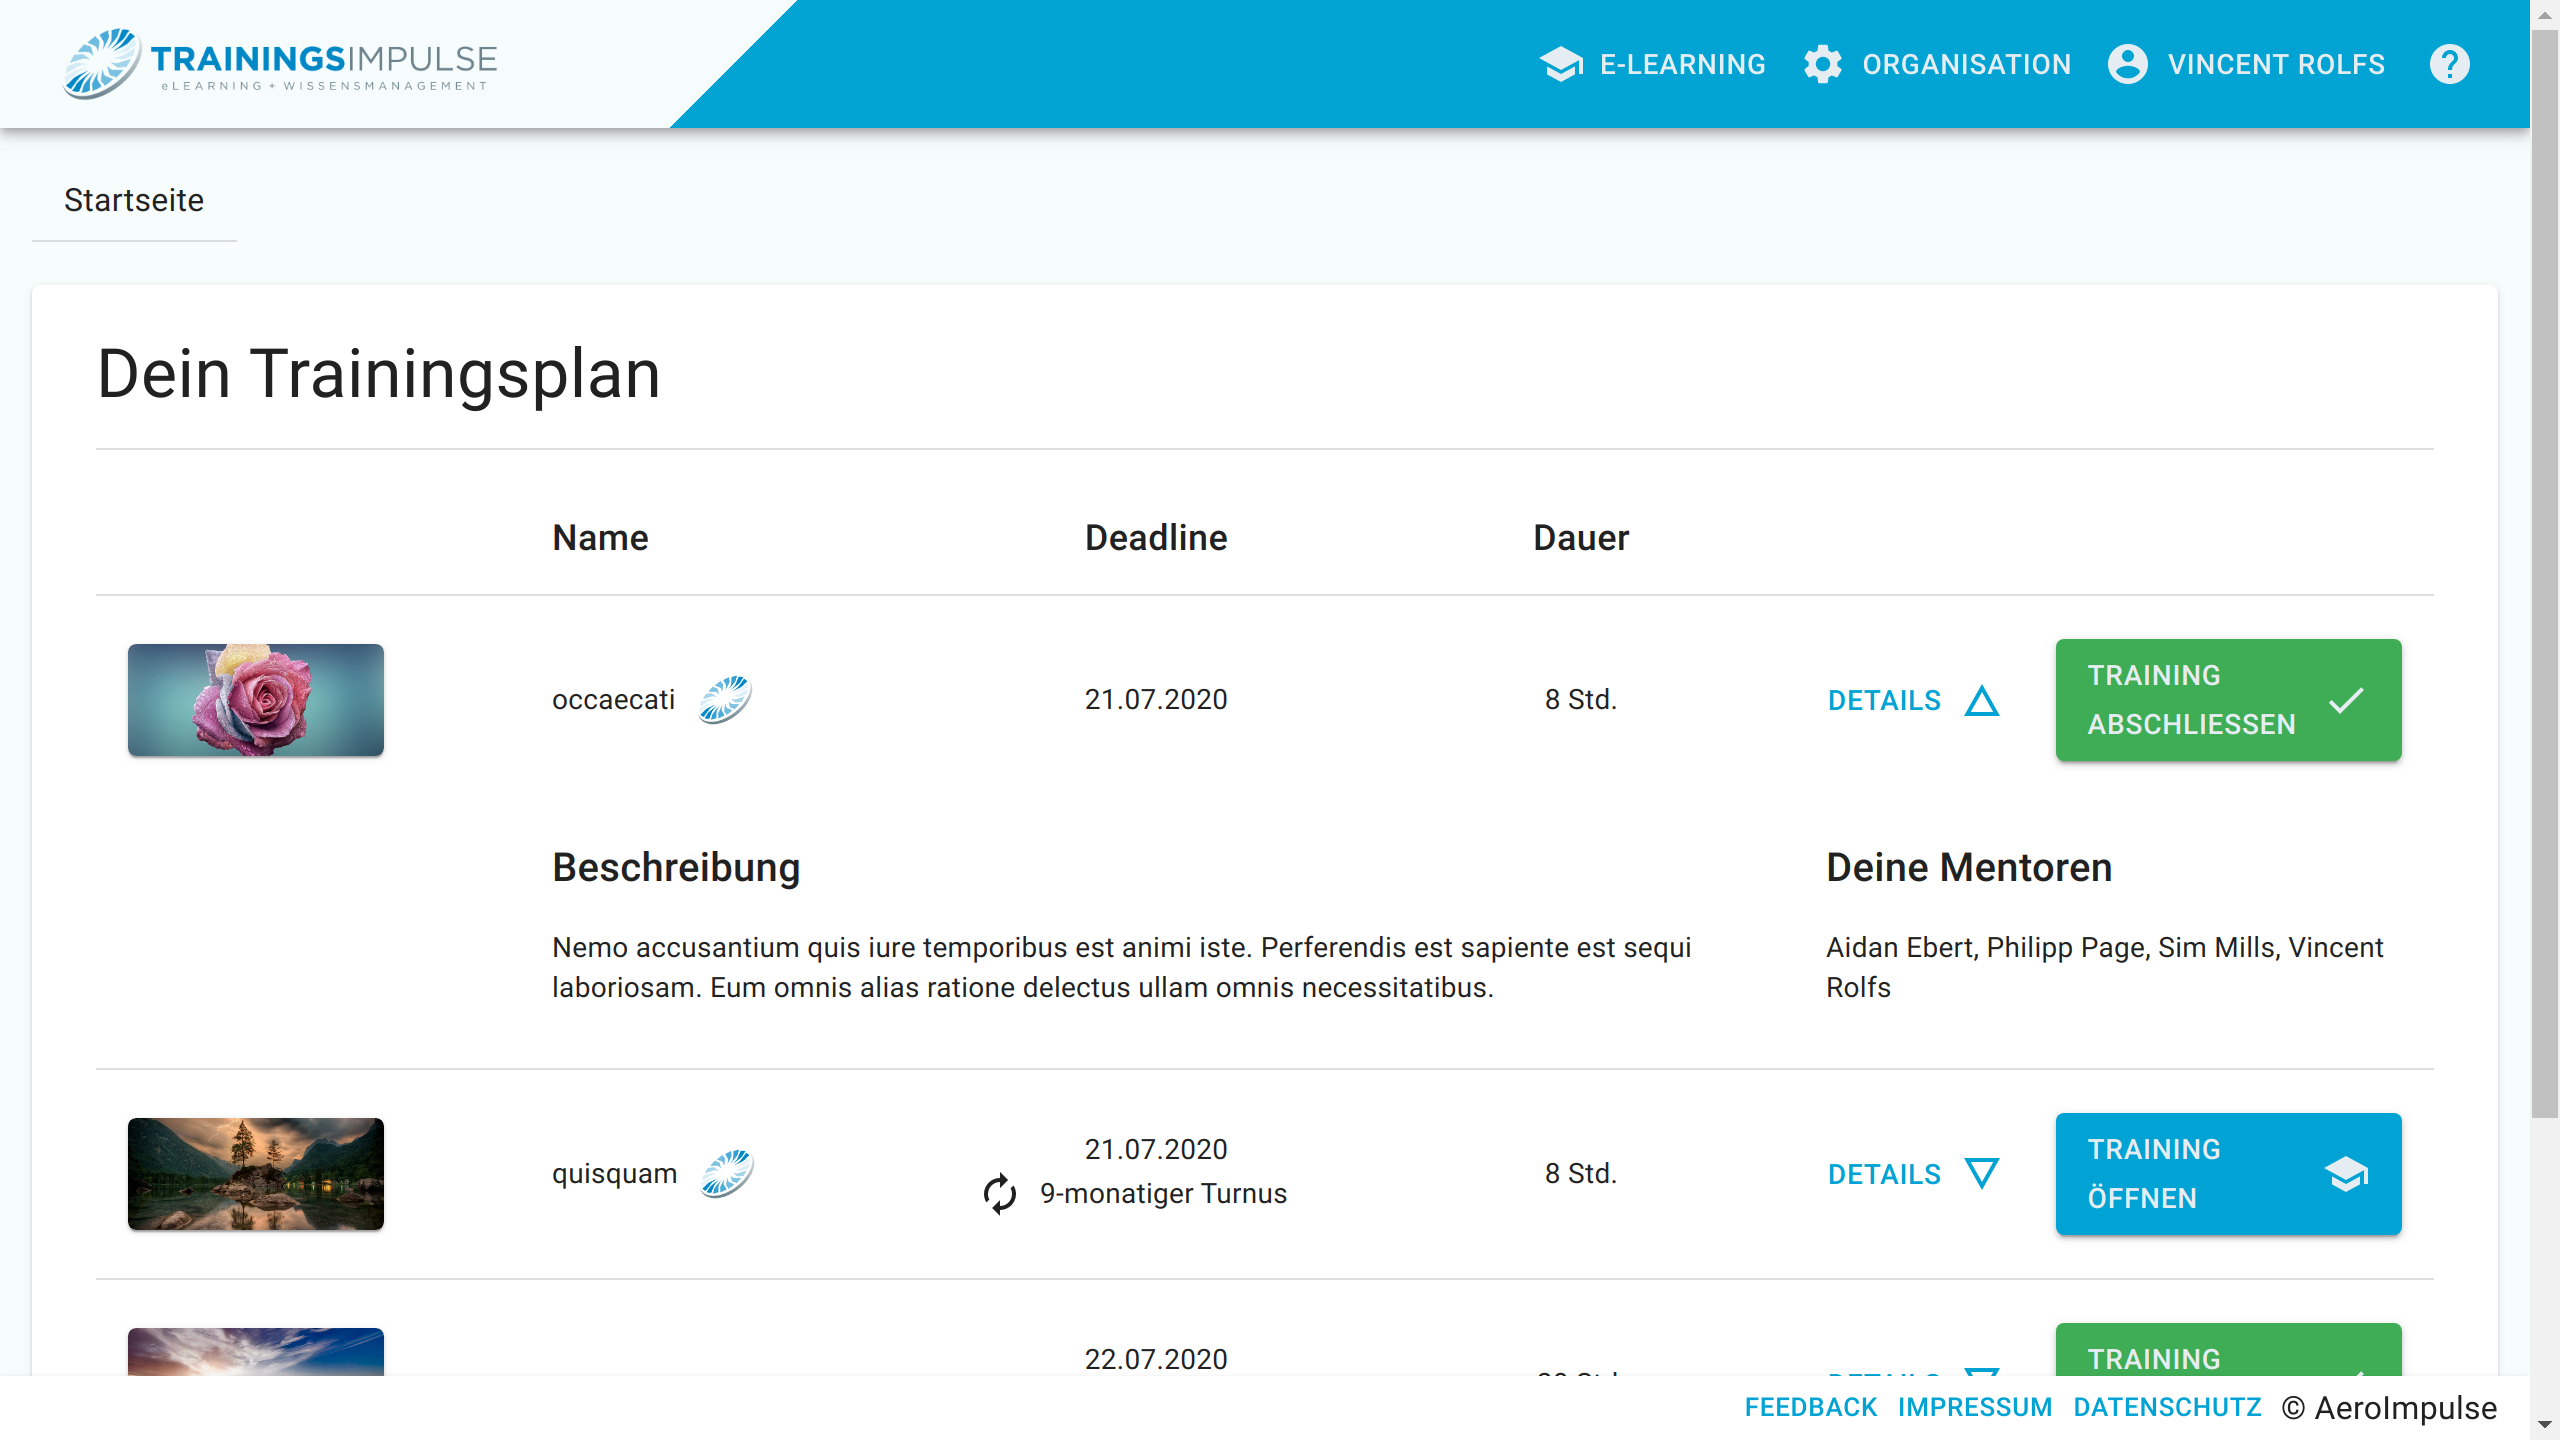 TRAININGSIMPULSE
eLEARNING + WISSENSMANAGEMENT
E-LEARNING ORGANISATION VINCENT ROLFS
Startseite
Dein Trainingsplan
Name Deadline Dauer
occaecati 21.07.2020 8 Std. DETAILS TRAINING ABSCHLIESSEN
Beschreibung
Nemo accusantium quis iure temporibus est animi iste. Perferendis est sapiente est sequi
laboriosam. Eum omnis alias ratione delectus ullam omnis necessitatibus.
Deine Mentoren
Aidan Ebert, Philipp Page, Sim Mills, Vincent
Rolfs
quisquam 21.07.2020
9-monatiger Turnus
8 Std. DETAILS TRAINING
ÖFFNEN
22.07.2020 TRAINING
FEEDBACK IMPRESSUM DATENSCHUTZ © AeroImpulse